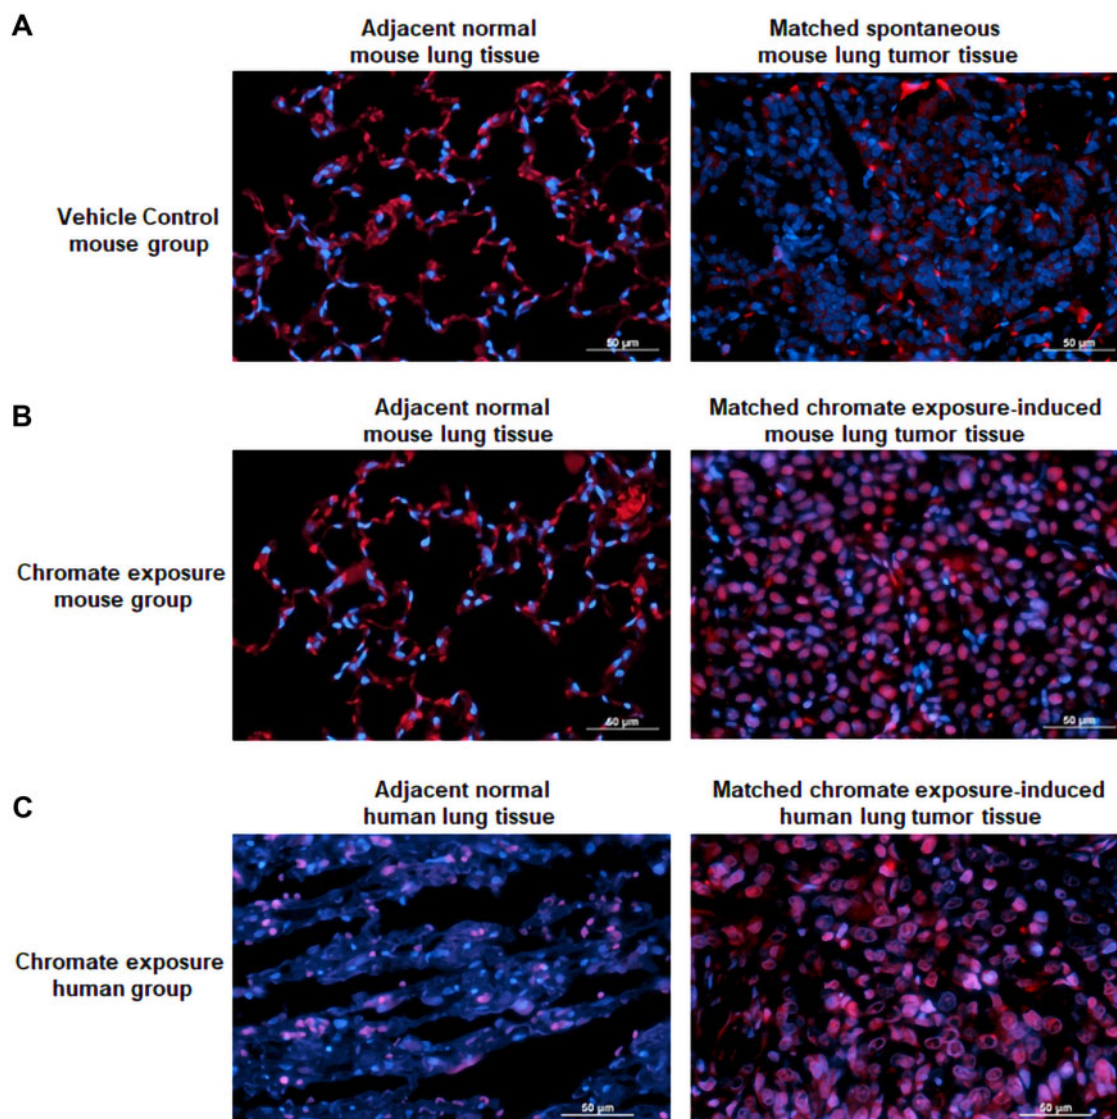 A
Adjacent normal
mouse lung tissue
Matched spontaneous
mouse lung tumor tissue
Vehicle Control
mouse group
50 µm
50 µm
B
Adjacent normal
mouse lung tissue
Matched chromate exposure-induced
mouse lung tumor tissue
Chromate exposure
mouse group
50 µm
50 µm
C
Adjacent normal
human lung tissue
Matched chromate exposure-induced
human lung tumor tissue
Chromate exposure
human group
50 µm
50 µm